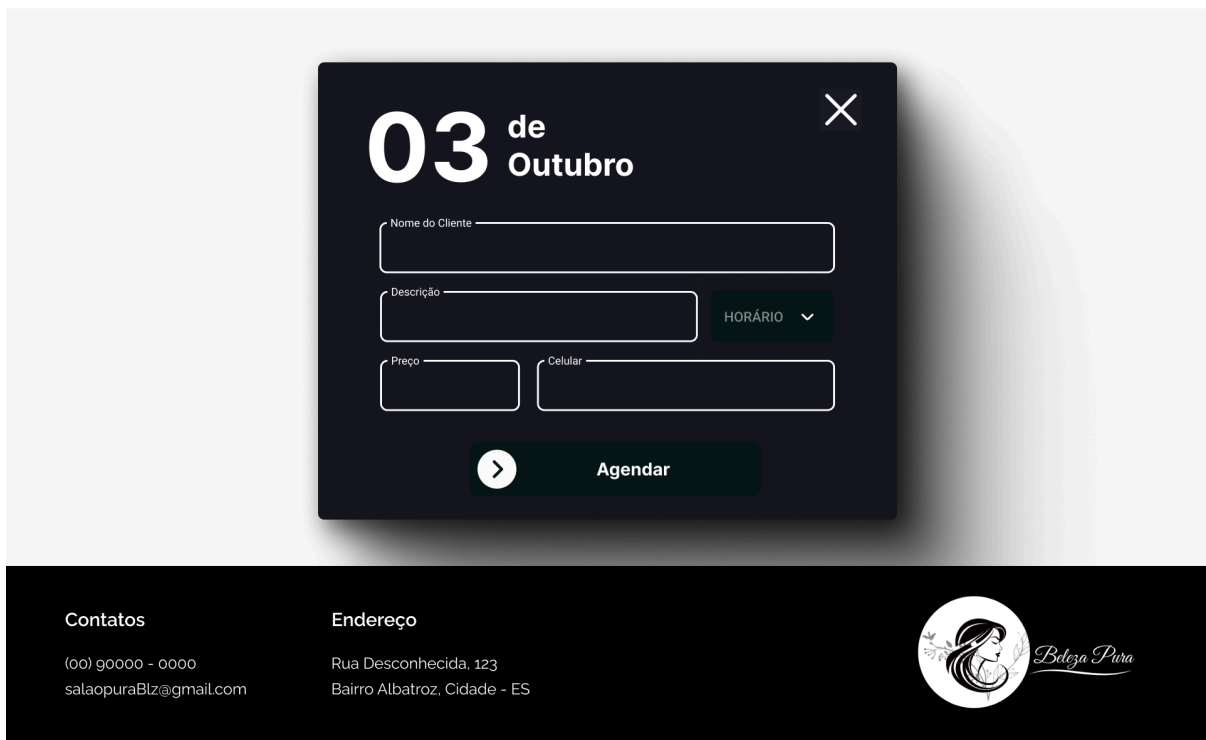 03
de
Outubro
Nome do Cliente
Descrição
HORÁRIO
Preço
Celular
Agendar
Contatos
(00) 90000 - 0000
salaopuraBlz@gmail.com
Endereço
Rua Desconhecida, 123
Bairro Albatroz, Cidade - ES
Beleza Pura